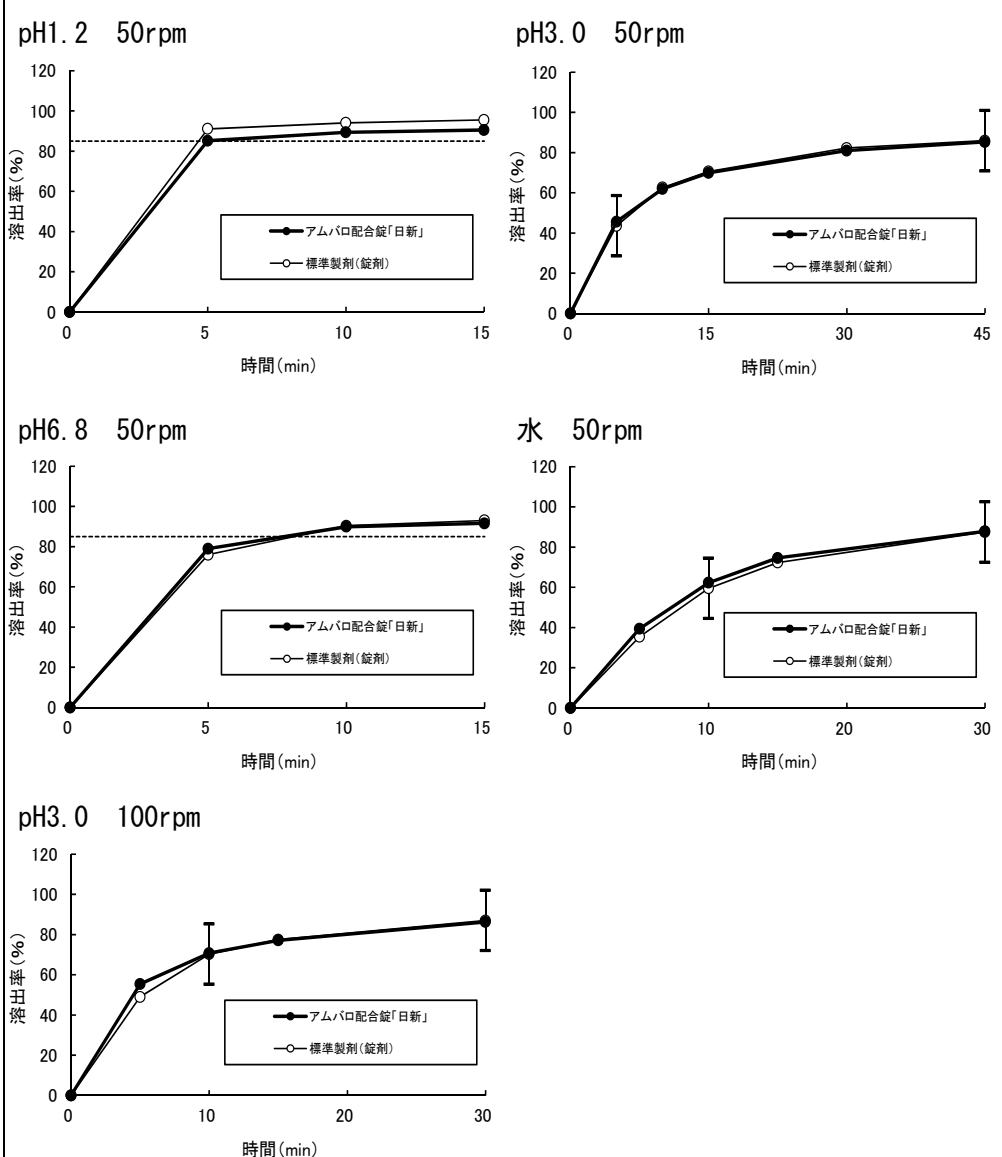 pH1.2 50rpm
120
100
80
60
40
20
0
溶出率(%)
アムバロ配合錠「日新」
標準製剤(錠剤)
0 5 10 15
時間(min)
pH3.0 50rpm
120
100
80
60
40
20
0
溶出率(%)
アムバロ配合錠「日新」
標準製剤(錠剤)
0 15 30 45
時間(min)
pH6.8 50rpm
120
100
80
60
40
20
0
溶出率(%)
アムバロ配合錠「日新」
標準製剤(錠剤)
0 5 10 15
時間(min)
水 50rpm
120
100
80
60
40
20
0
溶出率(%)
アムバロ配合錠「日新」
標準製剤(錠剤)
0 10 20 30
時間(min)
pH3.0 100rpm
120
100
80
60
40
20
0
溶出率(%)
アムバロ配合錠「日新」
標準製剤(錠剤)
0 10 20 30
時間(min)